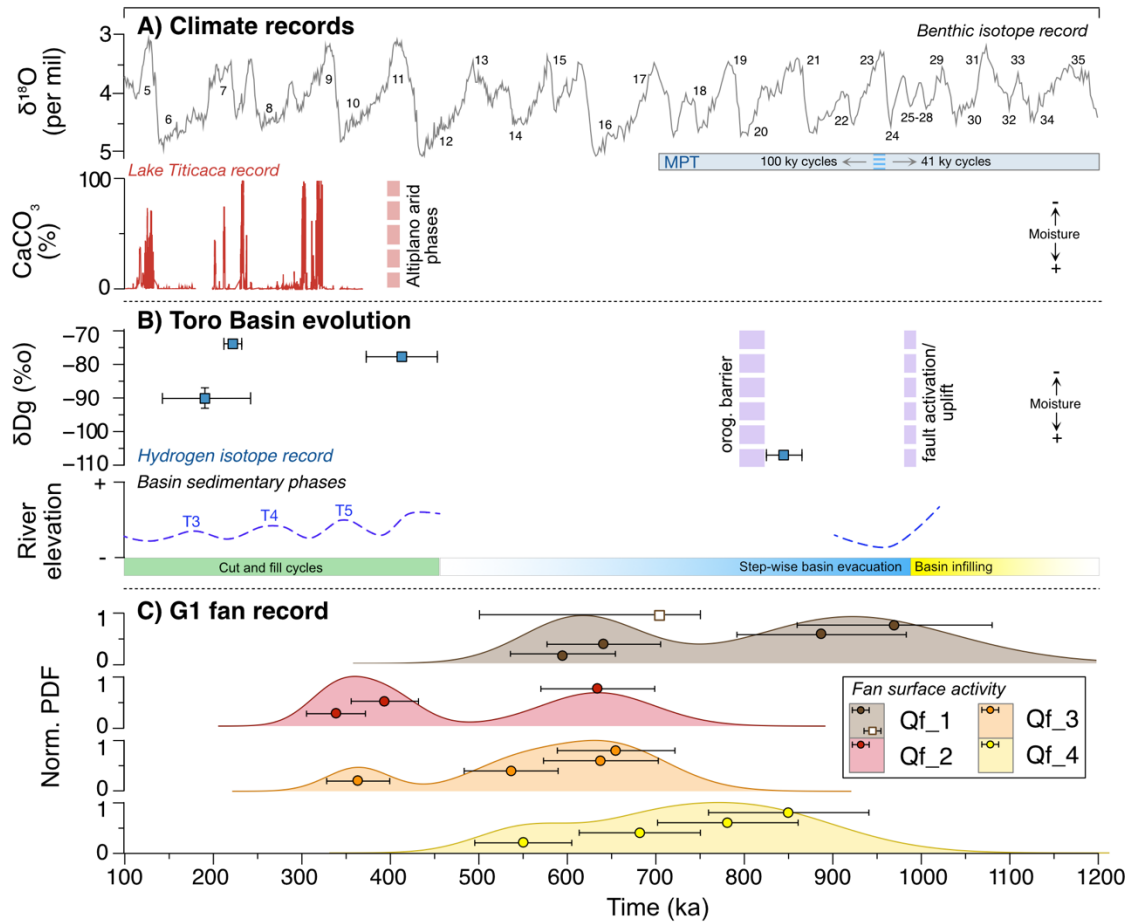 A) Climate records
Benthic isotope record
δ¹⁸O
(per mil)
3
4
5
5
6
7
8
9
10
11
12
13
14
15
16
17
18
19
20
21
22
23
24
25-28
29
30
31
32
33
34
35
MPT
100 ky cycles
41 ky cycles
Lake Titicaca record
CaCO₃
(%)
100
0
Altiplano arid
phases
-
Moisture
+
B) Toro Basin evolution
δDg (‰)
−70
−80
−90
−100
−110
orog. barrier
fault activation/
uplift
-
Moisture
+
Hydrogen isotope record
Basin sedimentary phases
River
elevation
+
-
T3
T4
T5
Cut and fill cycles
Step-wise basin evacuation
Basin infilling
C) G1 fan record
Norm. PDF
1
0
1
0
1
0
1
0
Fan surface activity
Qf_1
Qf_3
Qf_2
Qf_4
100
200
300
400
500
600
700
800
900
1000
1100
1200
Time (ka)